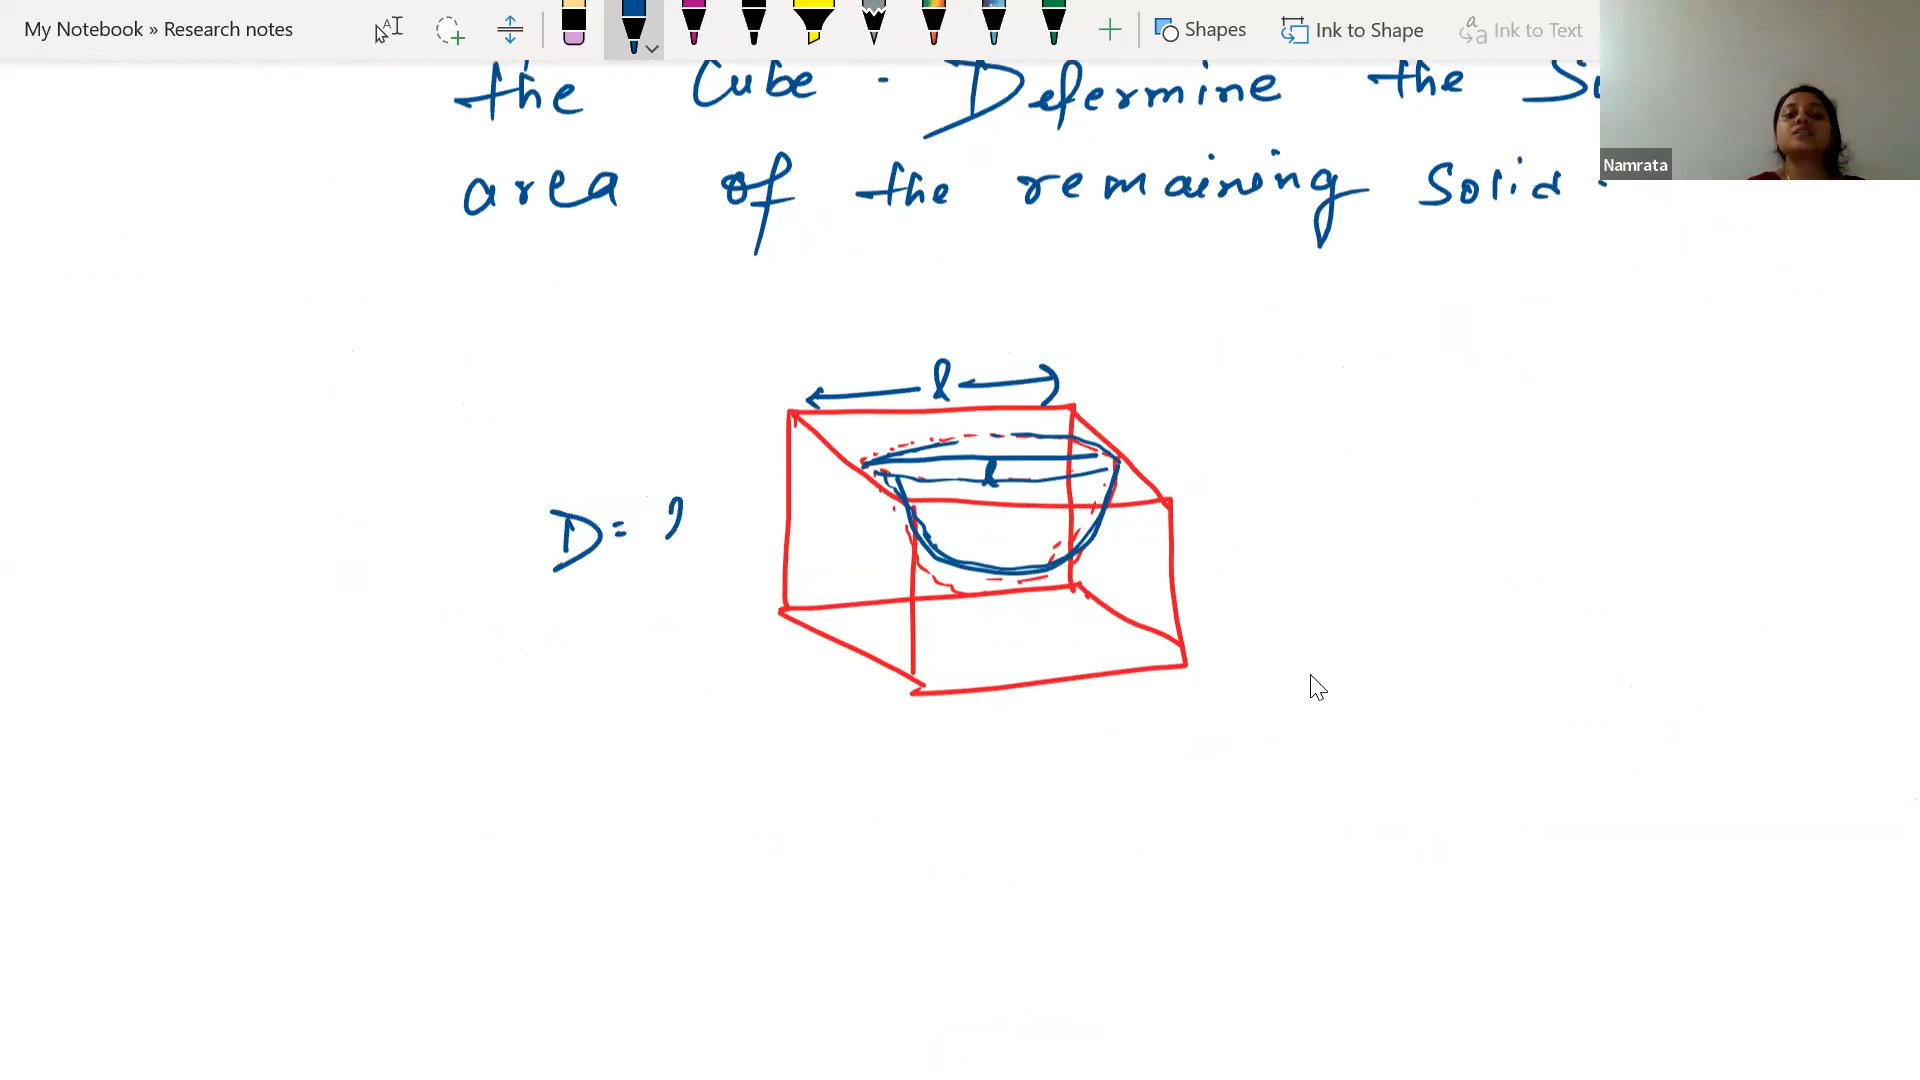 My Notebook » Research notes
Shapes
Ink to Shape
Ink to Text
Namrata
the Cube . Determine the
area of the remaining Solid .
l
l
D = ?